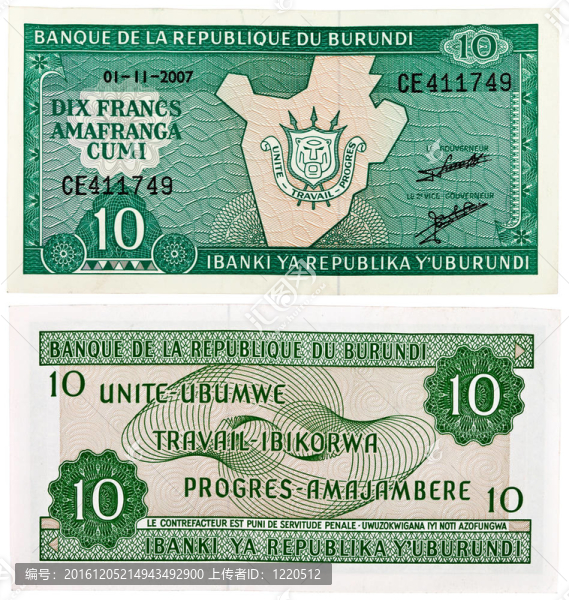 BANQUE DE LA REPUBLIQUE DU BURUNDI
10
01-11-2007
CE411749
DIX FRANCS
AMAFRANGA
CUMI
UNITE - TRAVAIL - PROGRES
LE GOUVERNEUR
CE411749
LE 2e VICE-GOUVERNEUR
10
IBANKI YA REPUBLIKA Y'UBURUNDI
BANQUE DE LA REPUBLIQUE DU BURUNDI
10
UNITE-UBUMWE
10
TRAVAIL-IBIKORWA
10
PROGRES-AMAJAMBERE
10
LE CONTREFACTEUR EST PUNI DE SERVITUDE PENALE - UWUZOKWIGANA IYI NOTI AZOFUNGWA
IBANKI YA REPUBLIKA Y'UBURUNDI
编号：20161205214943492900 上传者ID：1220512